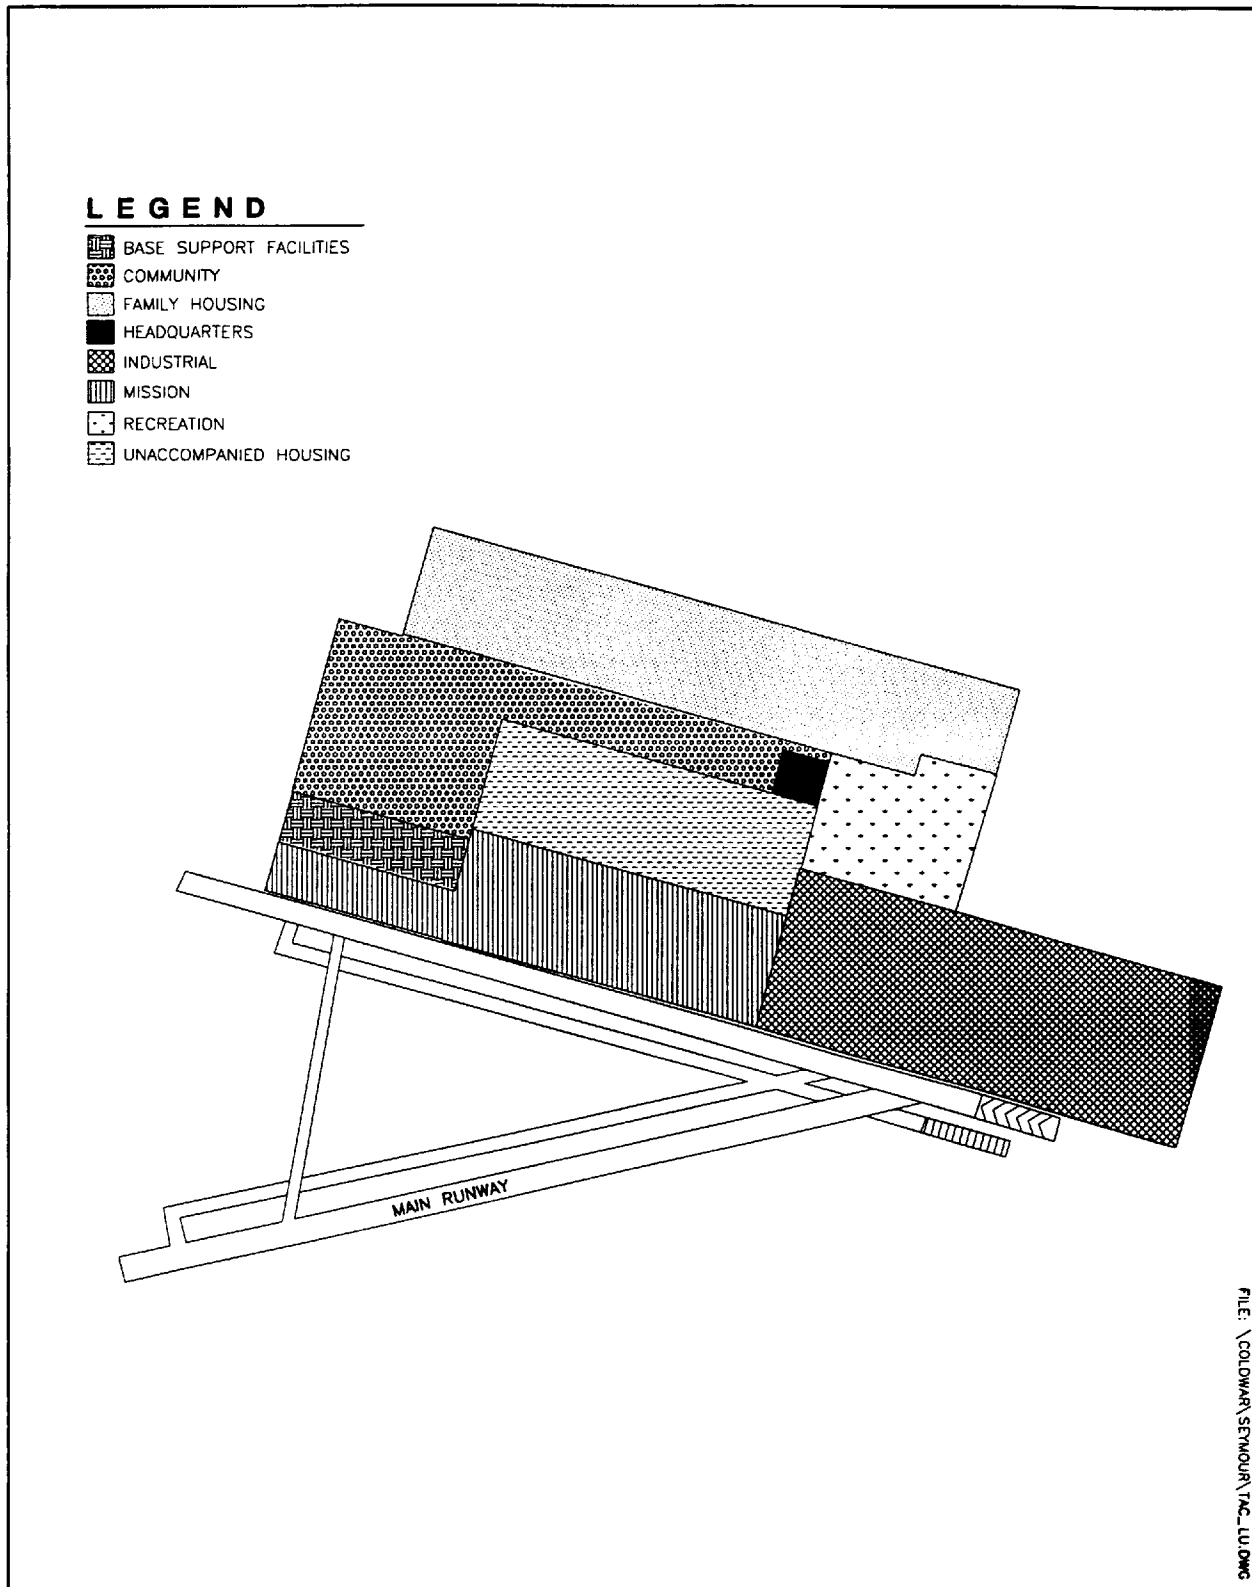 LEGEND
BASE SUPPORT FACILITIES
COMMUNITY
FAMILY HOUSING
HEADQUARTERS
INDUSTRIAL
MISSION
RECREATION
UNACCOMPANIED HOUSING
MAIN RUNWAY
FILE: \COLDWAR\SEYMOUR\TAC_LU.DWG